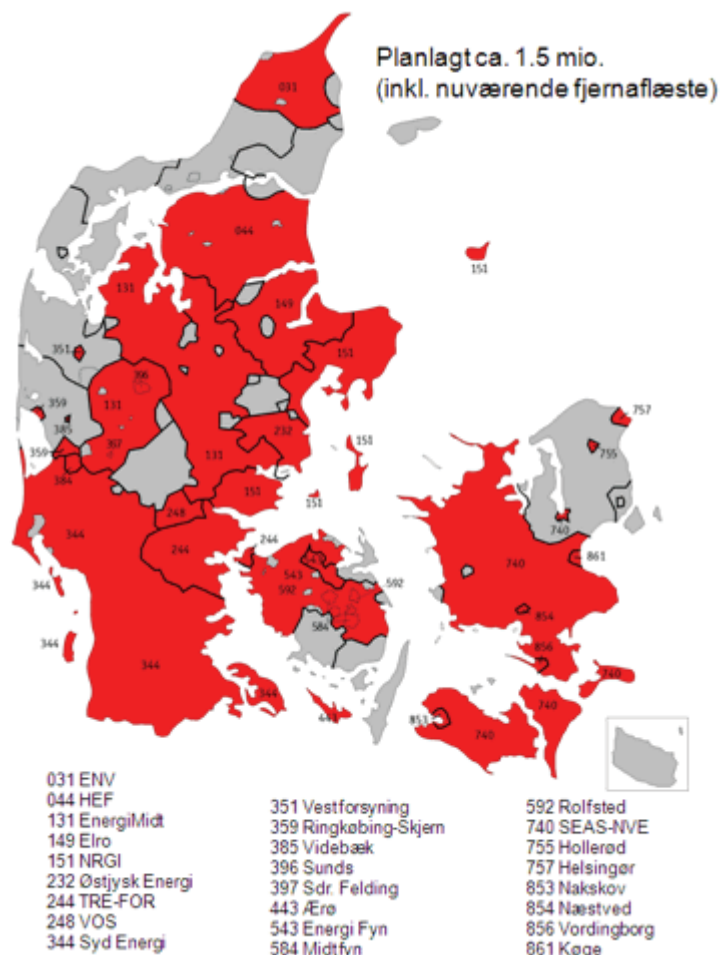 Planlagt ca. 1.5 mio.
(inkl. nuværende fjernaflæste)
031
044
131
149
151
151
351
396
359
131
385
397
359
384
232
131
151
151
248
151
344
244
244
543
543
592
592
584
344
344
344
344
443
757
755
740
740
861
854
856
740
853
740
740
031 ENV
044 HEF
131 EnergiMidt
149 Elro
151 NRGI
232 Østjysk Energi
244 TRE-FOR
248 VOS
344 Syd Energi
351 Vestforsyning
359 Ringkøbing-Skjern
385 Videbæk
396 Sunds
397 Sdr. Felding
443 Ærø
543 Energi Fyn
584 Midtfyn
592 Rolfsted
740 SEAS-NVE
755 Hollerød
757 Helsingør
853 Nakskov
854 Næstved
856 Vordingborg
861 Køge